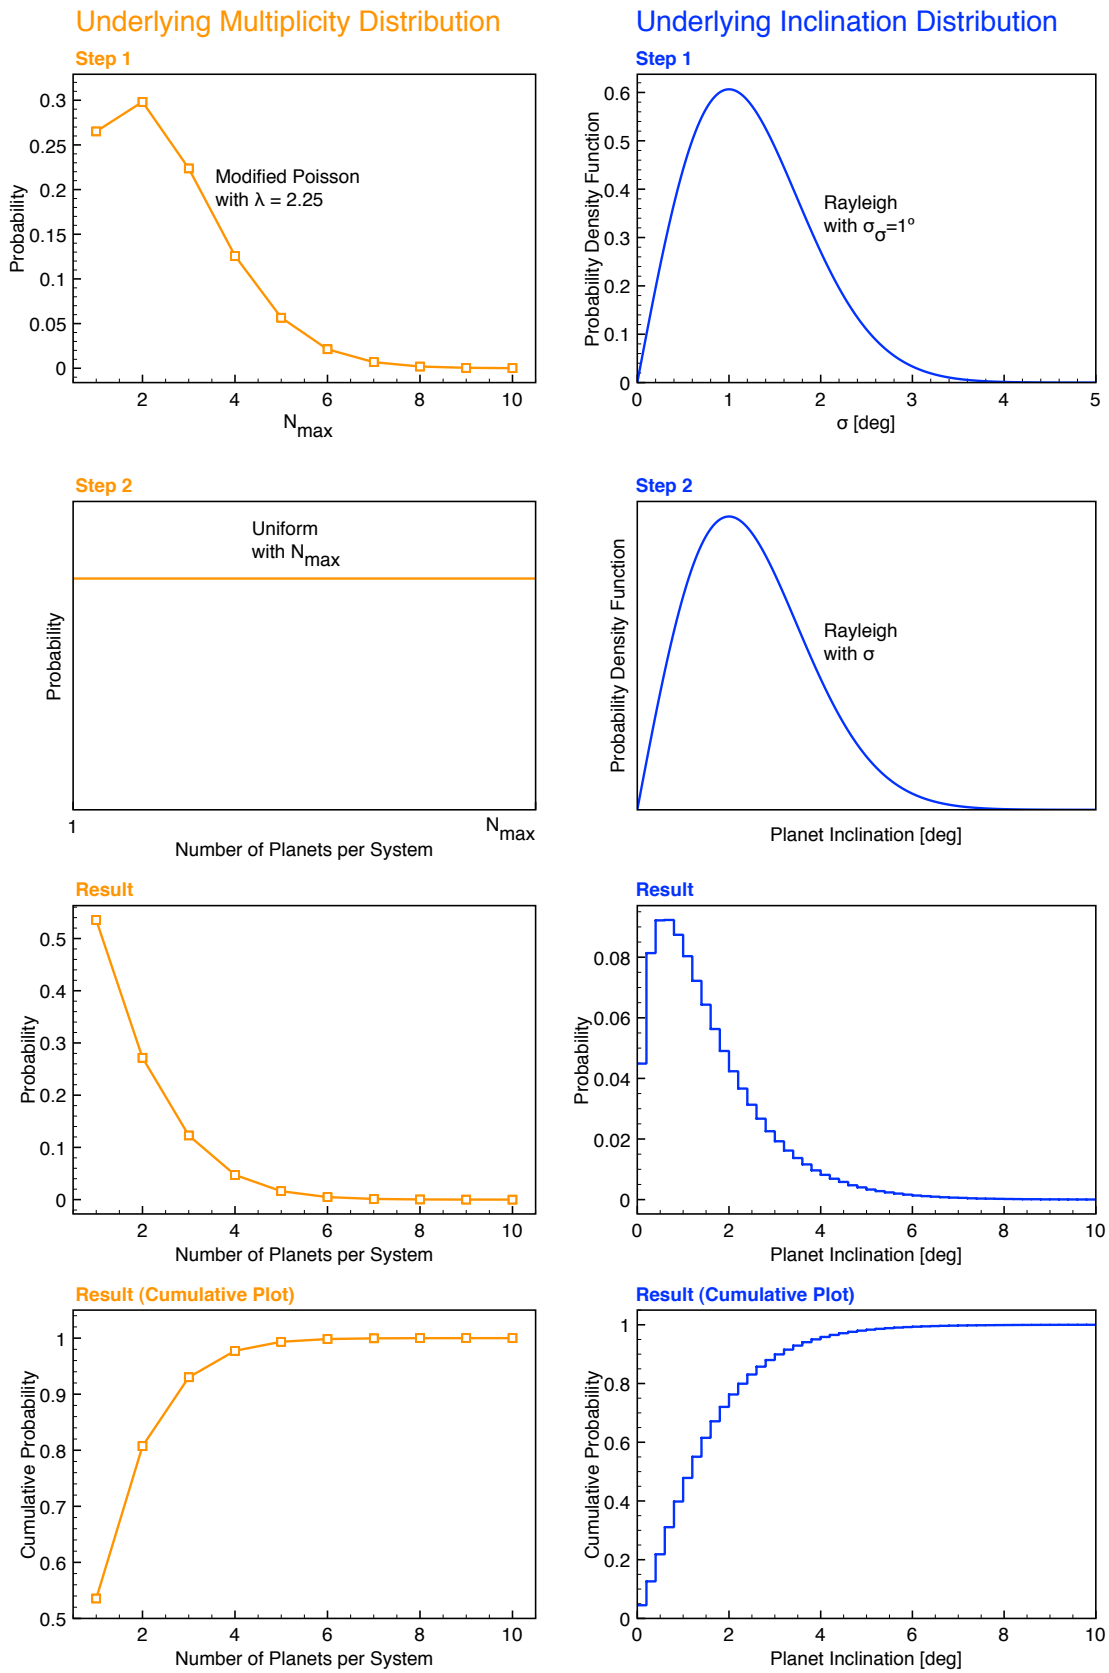 Underlying Multiplicity Distribution
Step 1
0.3
0.25
0.2
0.15
0.1
0.05
0
Probability
Modified Poisson
with λ = 2.25
2 4 6 8 10
N_max
Underlying Inclination Distribution
Step 1
0.6
0.5
0.4
0.3
0.2
0.1
0
Probability Density Function
Rayleigh
with σ_σ=1°
0 1 2 3 4 5
σ [deg]
Step 2
Probability
Uniform
with N_max
1 N_max
Number of Planets per System
Step 2
Probability Density Function
Rayleigh
with σ
Planet Inclination [deg]
Result
0.5
0.4
0.3
0.2
0.1
0
Probability
2 4 6 8 10
Number of Planets per System
Result
0.08
0.06
0.04
0.02
0
Probability
0 2 4 6 8 10
Planet Inclination [deg]
Result (Cumulative Plot)
1
0.9
0.8
0.7
0.6
0.5
Cumulative Probability
2 4 6 8 10
Number of Planets per System
Result (Cumulative Plot)
1
0.8
0.6
0.4
0.2
0
Cumulative Probability
0 2 4 6 8 10
Planet Inclination [deg]